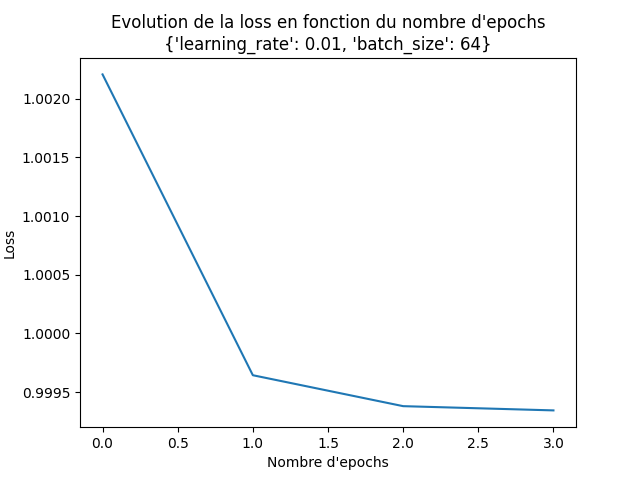 Evolution de la loss en fonction du nombre d'epochs
{'learning_rate': 0.01, 'batch_size': 64}
1.0020
1.0015
1.0010
1.0005
1.0000
0.9995
Loss
0.0 0.5 1.0 1.5 2.0 2.5 3.0
Nombre d'epochs